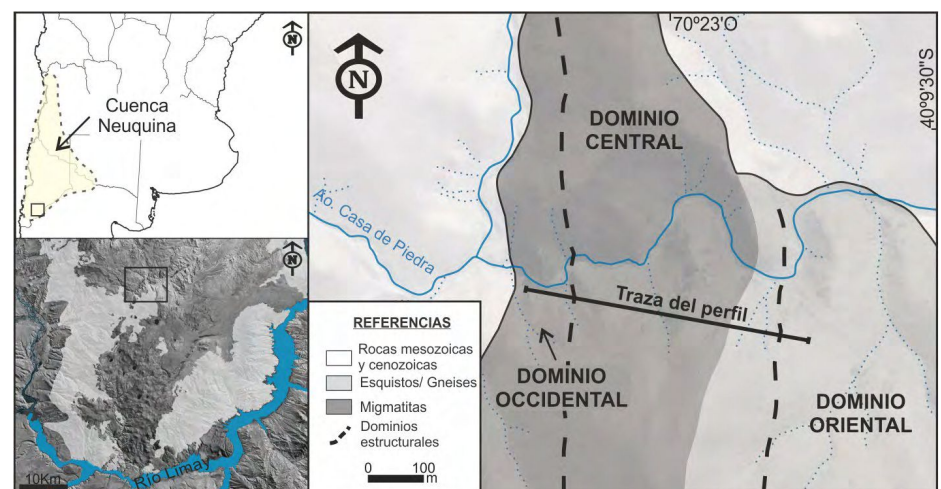 N
Cuenca
Neuquina
N
10Km
Río Limay
N
70º23'O
40º9'30"S
DOMINIO
CENTRAL
Ao. Casa de Piedra
Traza del perfil
DOMINIO
OCCIDENTAL
DOMINIO
ORIENTAL
REFERENCIAS
Rocas mesozoicas
y cenozoicas
Esquistos/ Gneises
Migmatitas
Dominios
estructurales
0 100
m